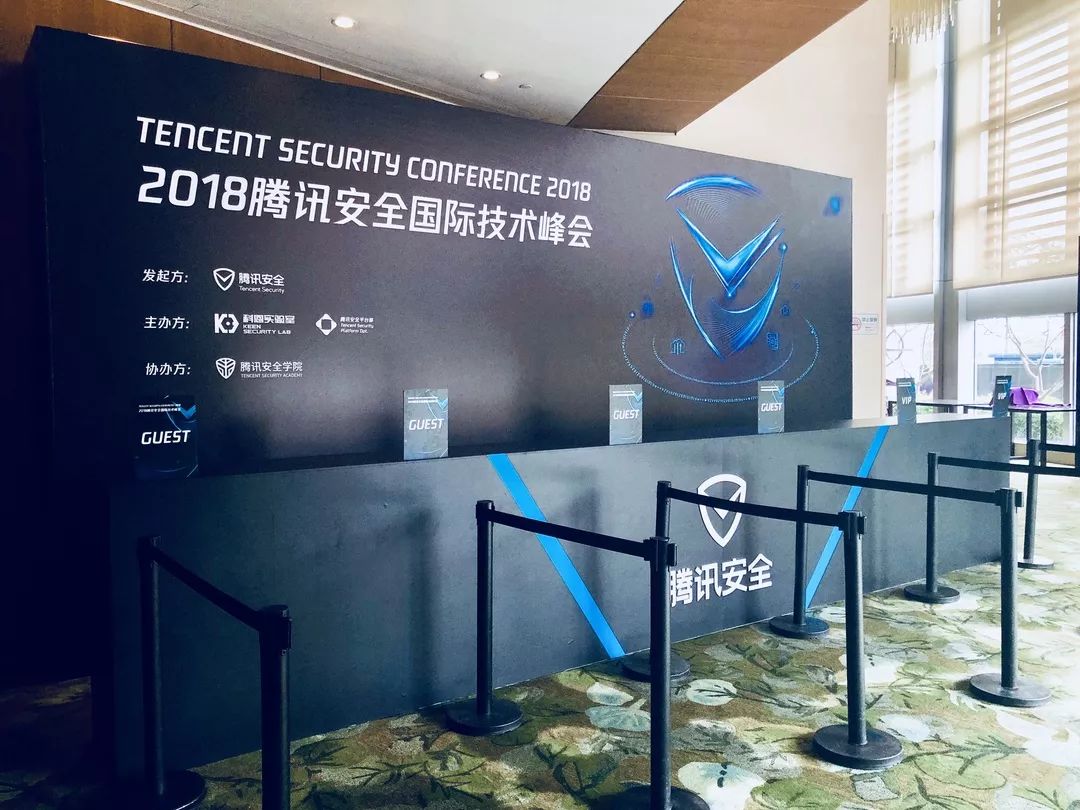 TENCENT SECURITY CONFERENCE 2018
2018腾讯安全国际技术峰会
发起方:
腾讯安全
Tencent Security
主办方:
科恩实验室
KEEN
SECURITY LAB
腾讯安全平台部
Tencent Security
Platform Dept.
协办方:
腾讯安全学院
TENCENT SECURITY ACADEMY
GUEST
GUEST
GUEST
GUEST
VIP
VIP
腾讯安全